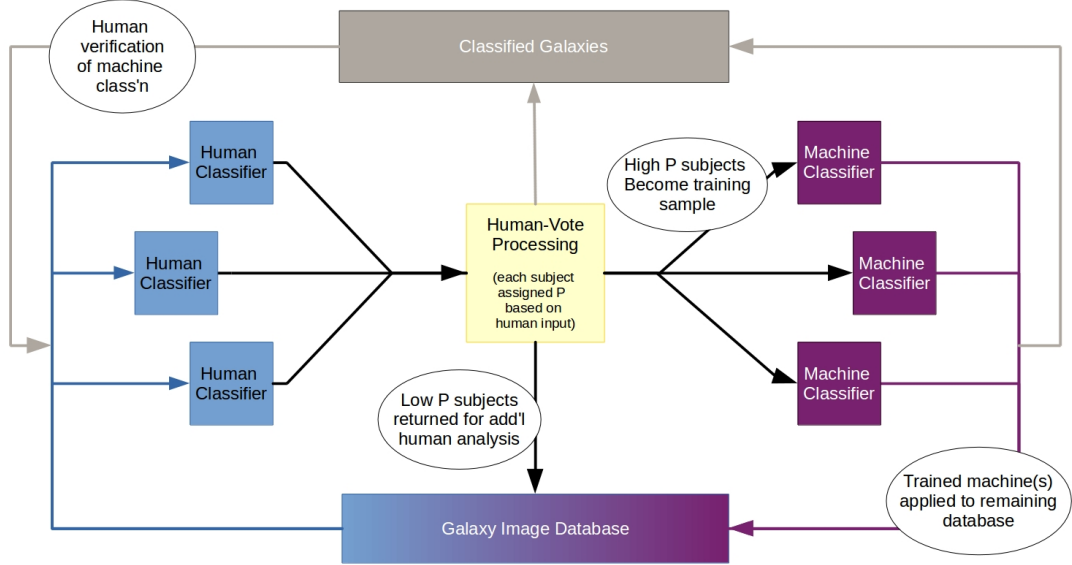 Human
verification
of machine
class'n
Classified Galaxies
Human
Classifier
Human
Classifier
Human
Classifier
Human-Vote
Processing
(each subject
assigned P
based on
human input)
High P subjects
Become training
sample
Machine
Classifier
Machine
Classifier
Machine
Classifier
Low P subjects
returned for add'l
human analysis
Galaxy Image Database
Trained machine(s)
applied to remaining
database